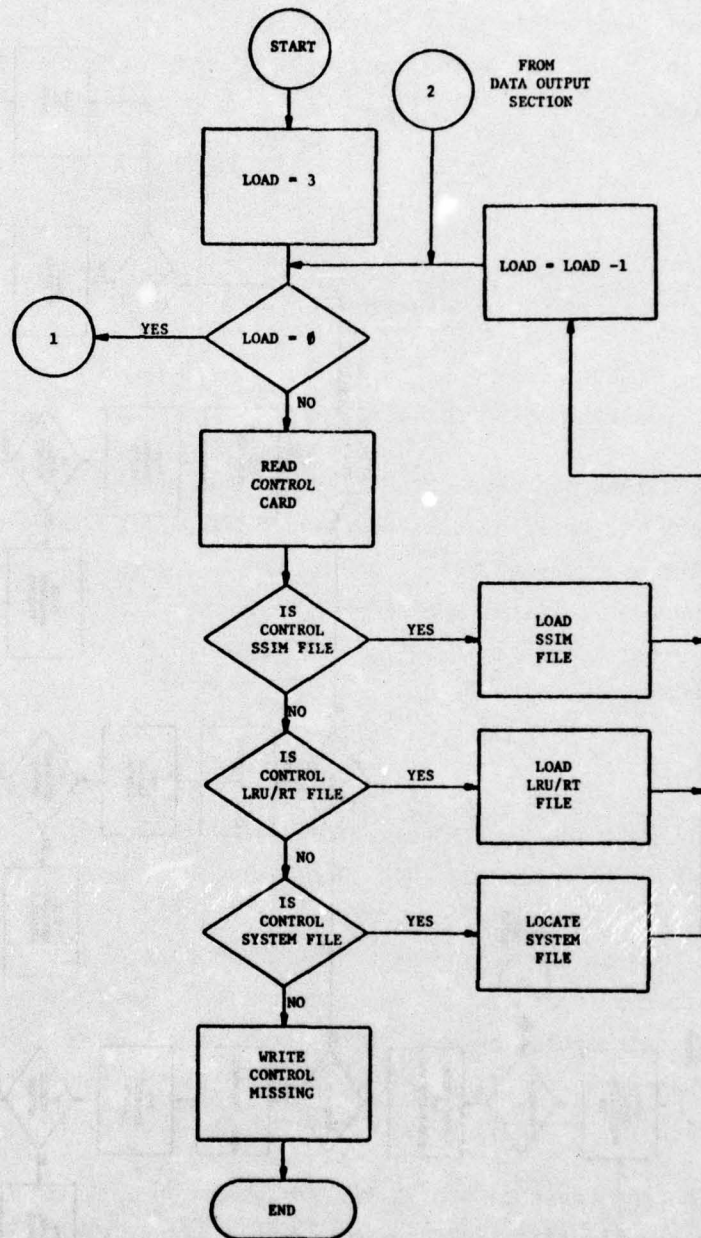 START
FROM
DATA OUTPUT
SECTION
2
LOAD = 3
LOAD = LOAD -1
1
YES
LOAD = 0
NO
READ
CONTROL
CARD
IS
CONTROL
SSIM FILE
YES
LOAD
SSIM
FILE
NO
IS
CONTROL
LRU/RT FILE
YES
LOAD
LRU/RT
FILE
NO
IS
CONTROL
SYSTEM FILE
YES
LOCATE
SYSTEM
FILE
NO
WRITE
CONTROL
MISSING
END